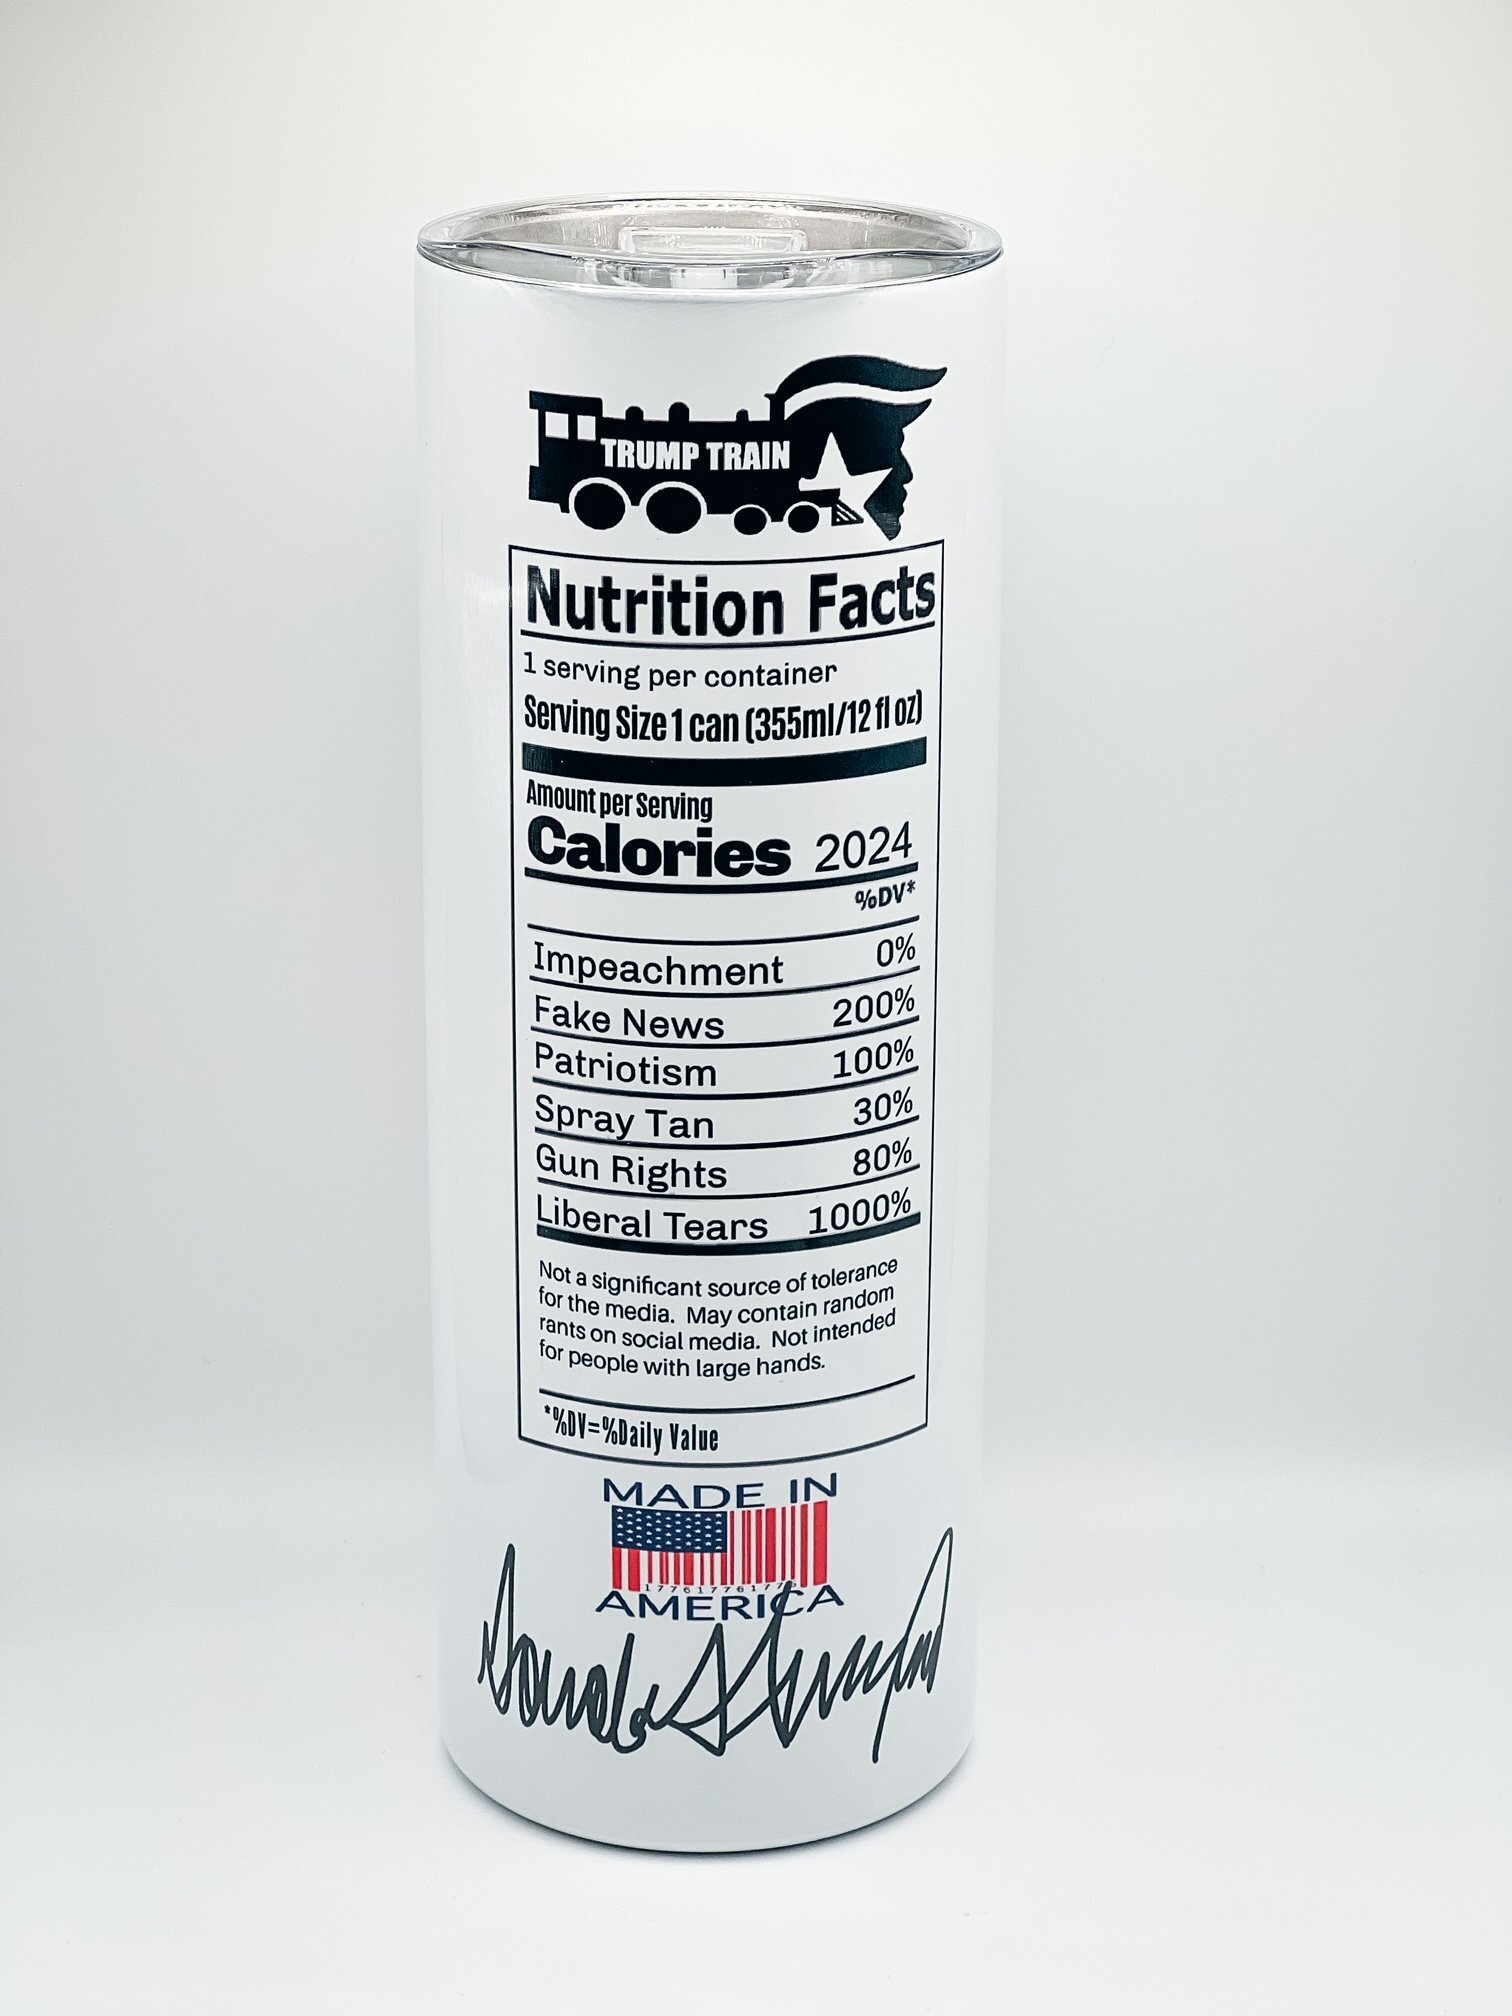 TRUMP TRAIN
Nutrition Facts
1 serving per container
Serving Size 1 can (355ml/12 fl oz)
Amount per Serving
Calories 2024
%DV*
Impeachment 0%
Fake News 200%
Patriotism 100%
Spray Tan 30%
Gun Rights 80%
Liberal Tears 1000%
Not a significant source of tolerance
for the media. May contain random
rants on social media. Not intended
for people with large hands.
*%DV=%Daily Value
MADE IN
177617761776
AMERICA
Donald Trump